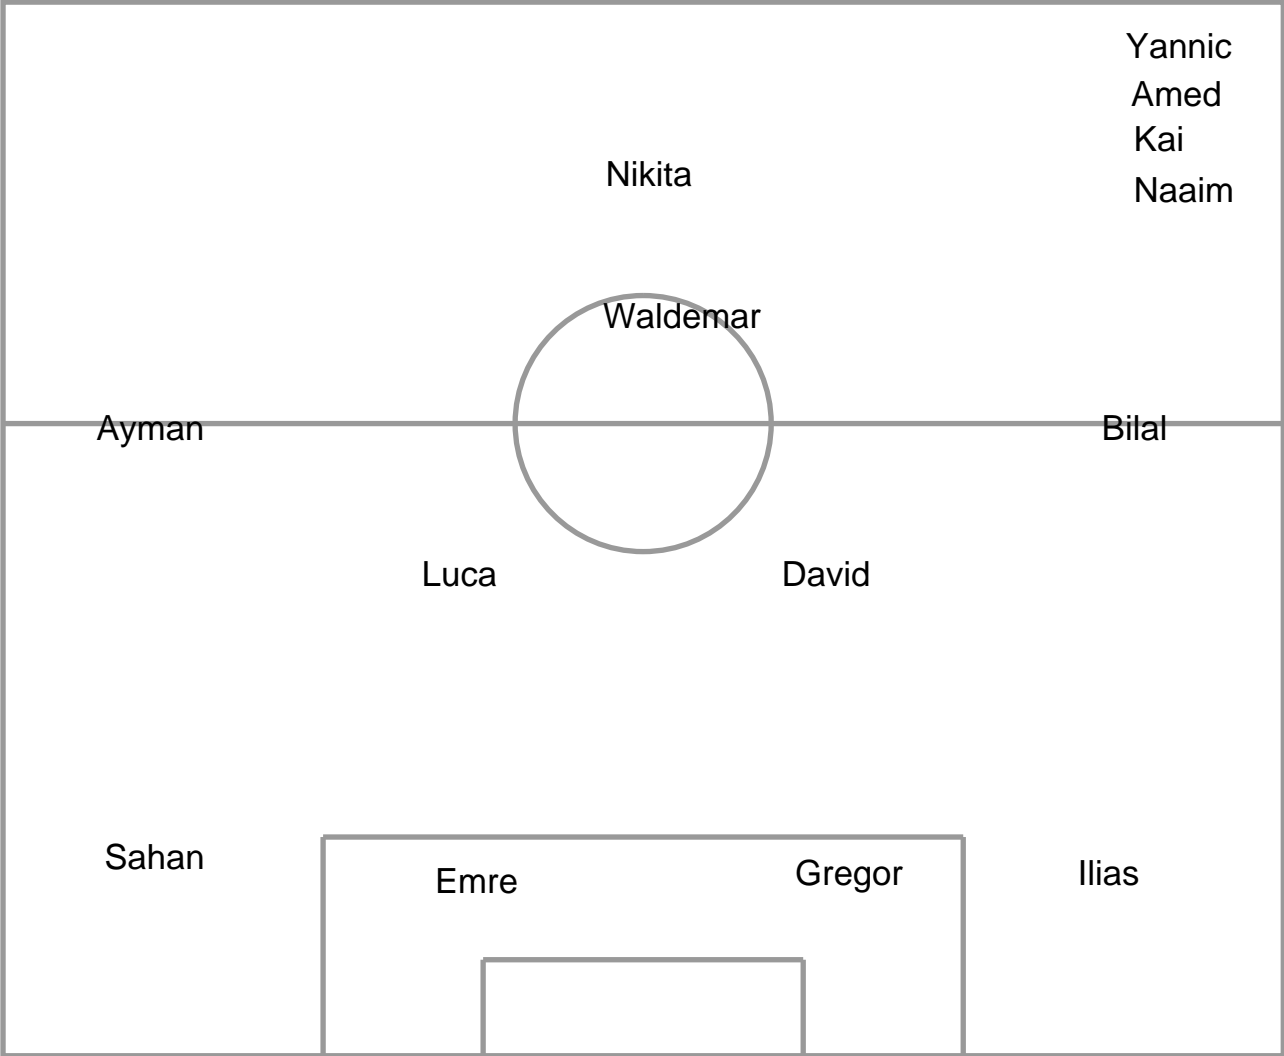 Yannic
Amed
Kai
Nikita
Naaim
Waldemar
Ayman
Bilal
Luca
David
Sahan
Emre
Gregor
Ilias